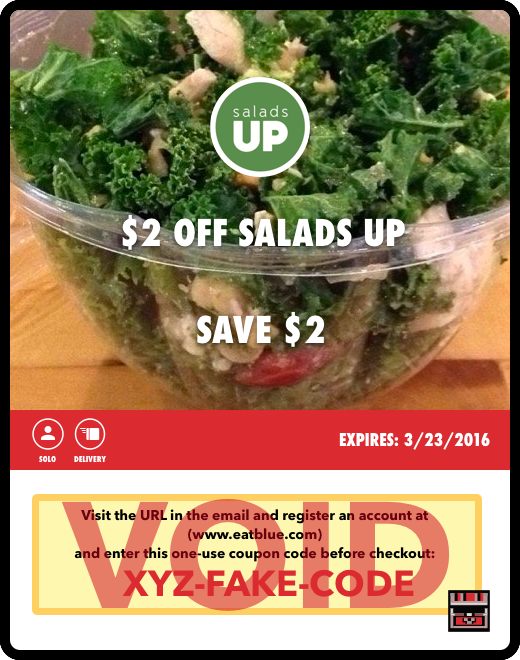 salads
UP
$2 OFF SALADS UP
SAVE $2
SOLO
DELIVERY
EXPIRES: 3/23/2016
VOID
Visit the URL in the email and register an account at
(www.eatblue.com)
and enter this one-use coupon code before checkout:
XYZ-FAKE-CODE